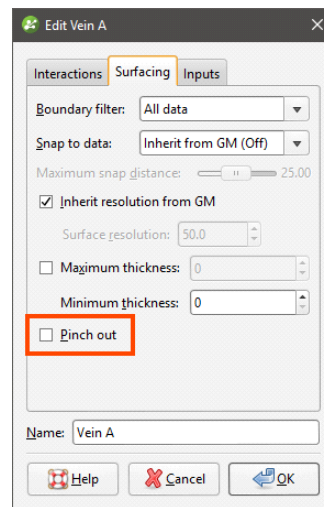 Edit Vein A
Interactions Surfacing Inputs
Boundary filter: All data
Snap to data: Inherit from GM (Off)
Maximum snap distance: 25.00
Inherit resolution from GM
Surface resolution: 50.0
Maximum thickness: 0
Minimum thickness: 0
Pinch out
Name: Vein A
Help Cancel OK